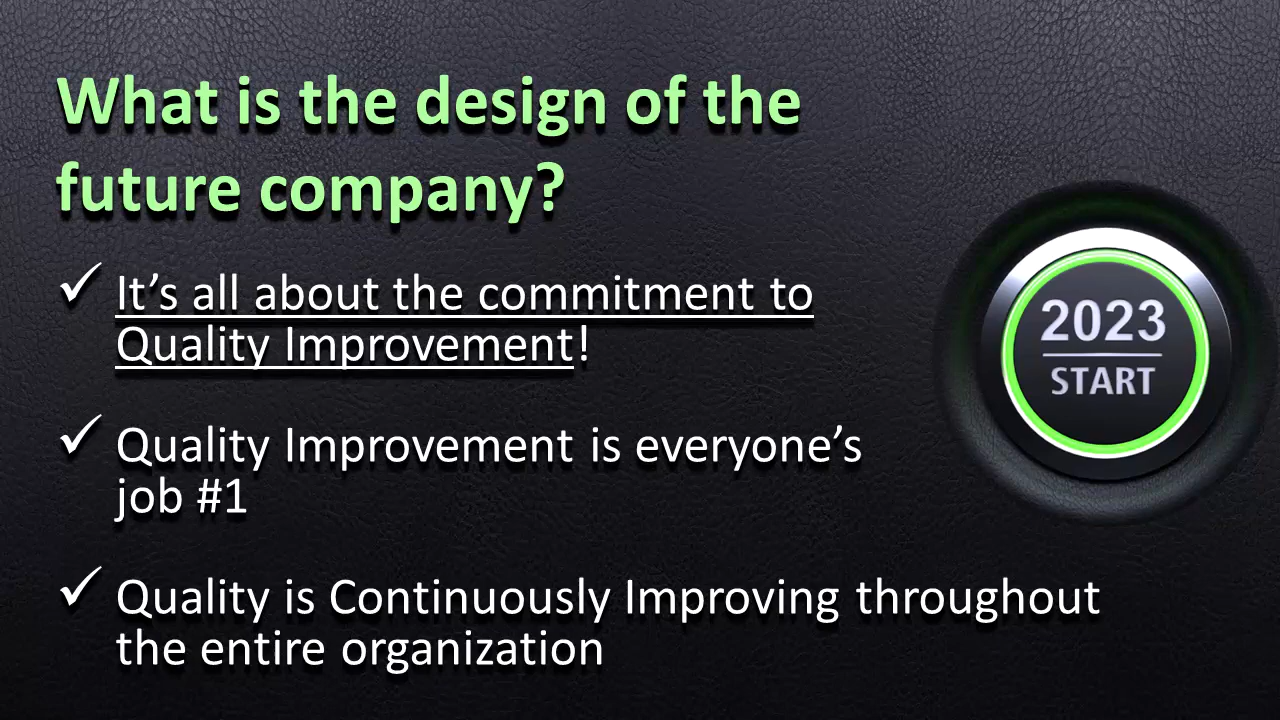 What is the design of the
future company?
✓ It’s all about the commitment to
Quality Improvement!
✓ Quality Improvement is everyone’s
job #1
✓ Quality is Continuously Improving throughout
the entire organization
2023
START